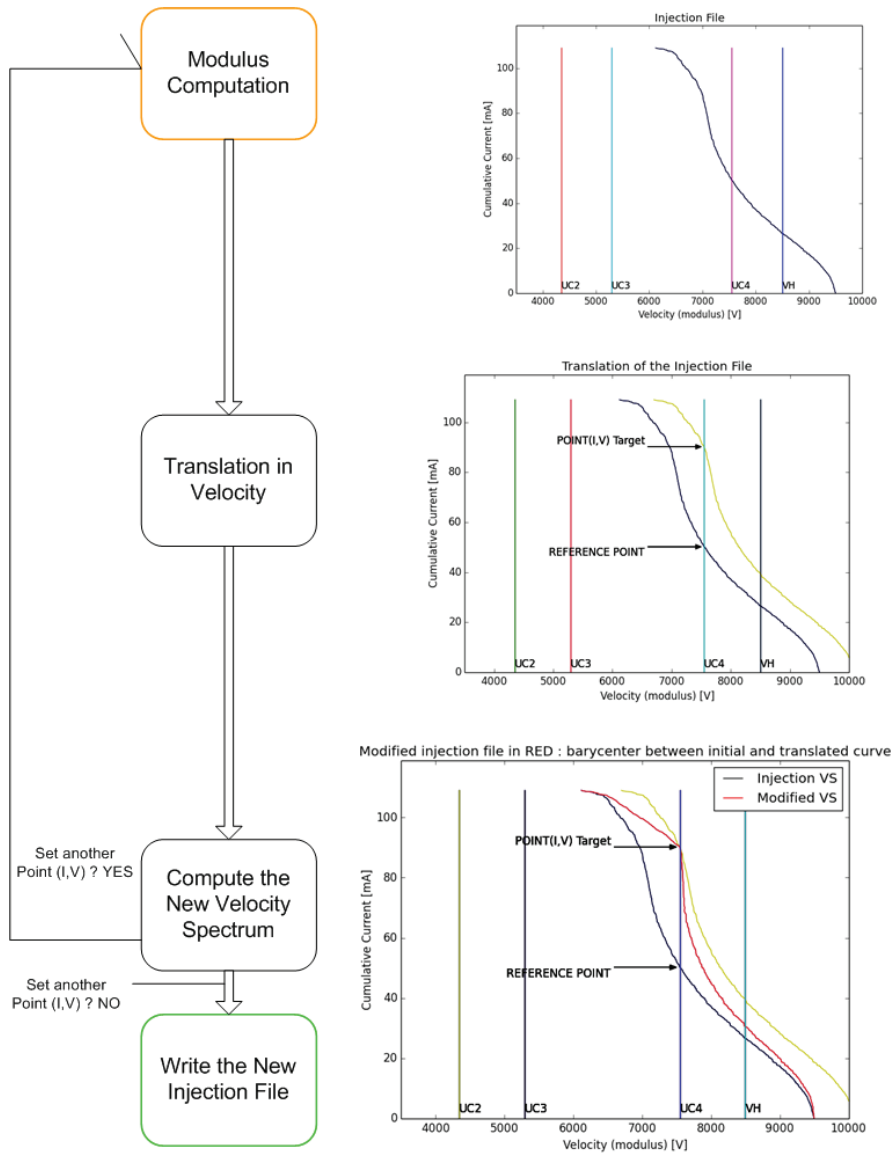 Modulus
Computation
Translation in
Velocity
Set another
Point (I,V) ? YES
Compute the
New Velocity
Spectrum
Set another
Point (I,V) ? NO
Write the New
Injection File
Injection File
Cumulative Current [mA]
100
80
60
40
20
0
UC2
UC3
UC4
VH
4000 5000 6000 7000 8000 9000 10000
Velocity (modulus) [V]
Translation of the Injection File
Cumulative Current [mA]
100
80
60
40
20
0
POINT(I,V) Target
REFERENCE POINT
UC2
UC3
UC4
VH
4000 5000 6000 7000 8000 9000 10000
Velocity (modulus) [V]
Modified injection file in RED : barycenter between initial and translated curve
Injection VS
Modified VS
Cumulative Current [mA]
100
80
60
40
20
0
POINT(I,V) Target
REFERENCE POINT
UC2
UC3
UC4
VH
4000 5000 6000 7000 8000 9000 10000
Velocity (modulus) [V]